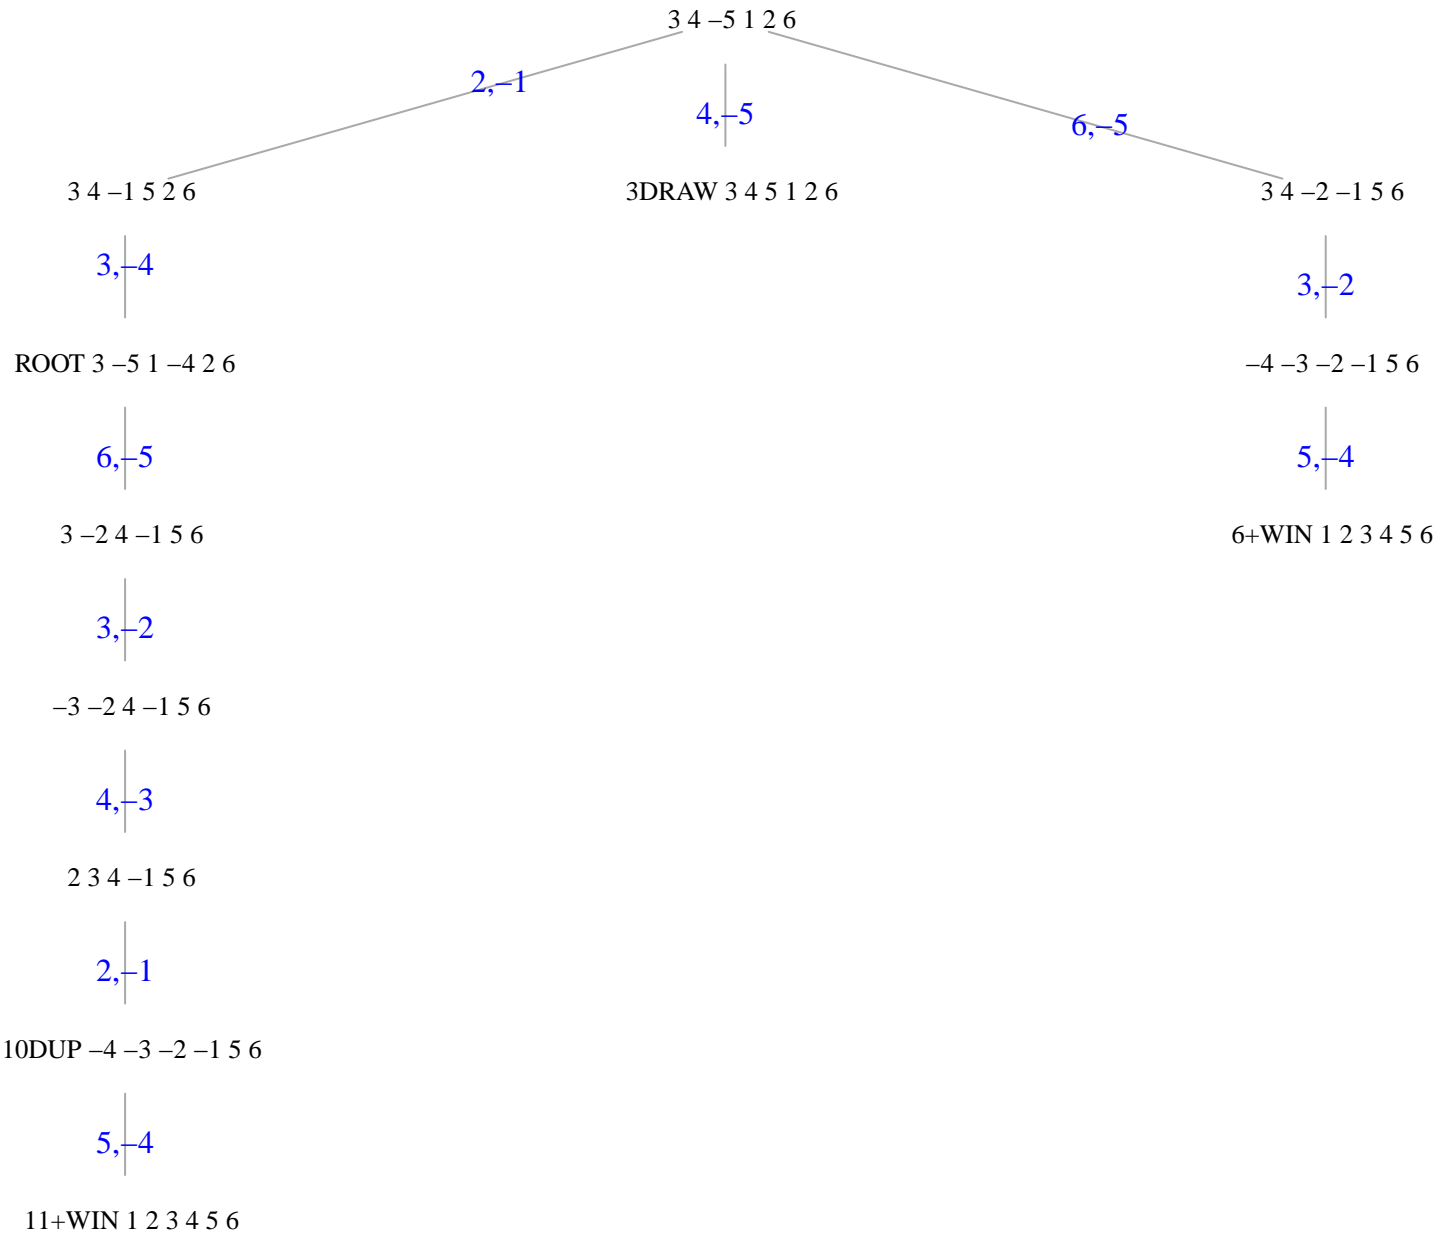 3 4 –5 1 2 6
2,–1
4,–5
6,–5
3 4 –1 5 2 6
3DRAW 3 4 5 1 2 6
3 4 –2 –1 5 6
3,–4
3,–2
ROOT 3 –5 1 –4 2 6
–4 –3 –2 –1 5 6
6,–5
5,–4
3 –2 4 –1 5 6
6+WIN 1 2 3 4 5 6
3,–2
–3 –2 4 –1 5 6
4,–3
2 3 4 –1 5 6
2,–1
10DUP –4 –3 –2 –1 5 6
5,–4
11+WIN 1 2 3 4 5 6